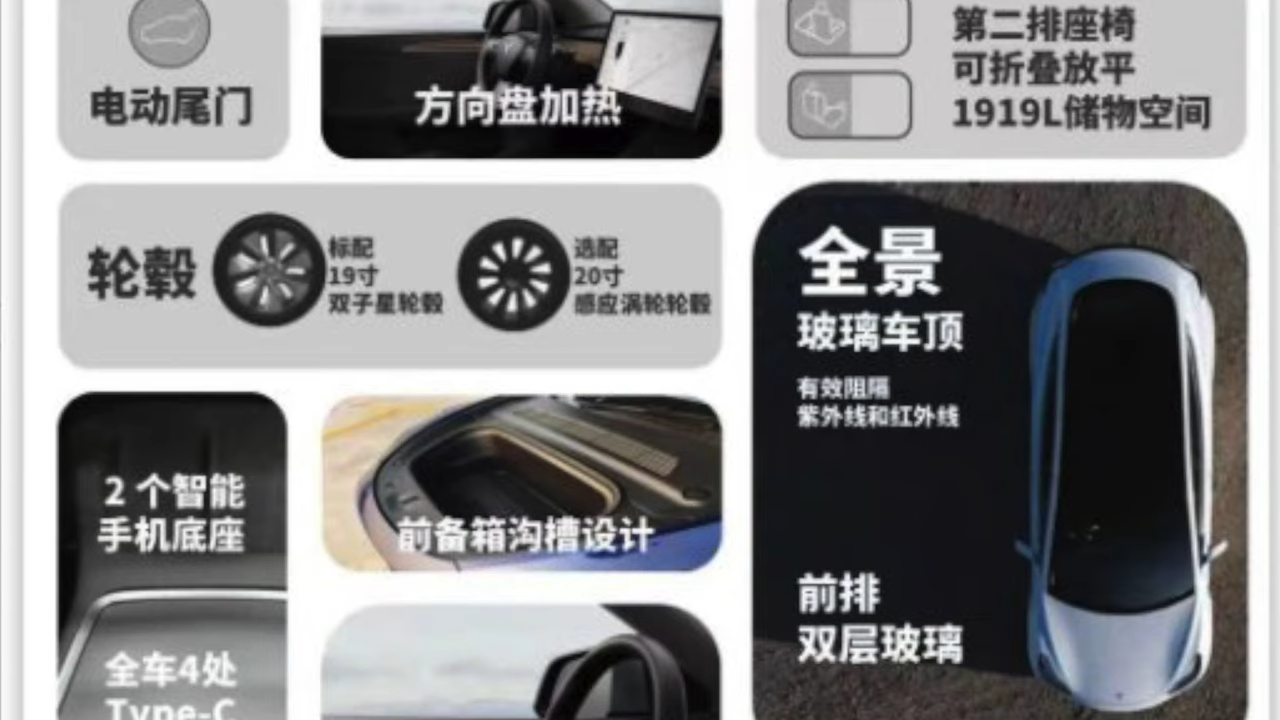 电动尾门
方向盘加热
第二排座椅
可折叠放平
1919L储物空间
轮毂
标配
19寸
双子星轮毂
选配
20寸
感应涡轮轮毂
全景
玻璃车顶
有效阻隔
紫外线和红外线
前排
双层玻璃
2 个智能
手机底座
前备箱沟槽设计
全车4处
Type-C